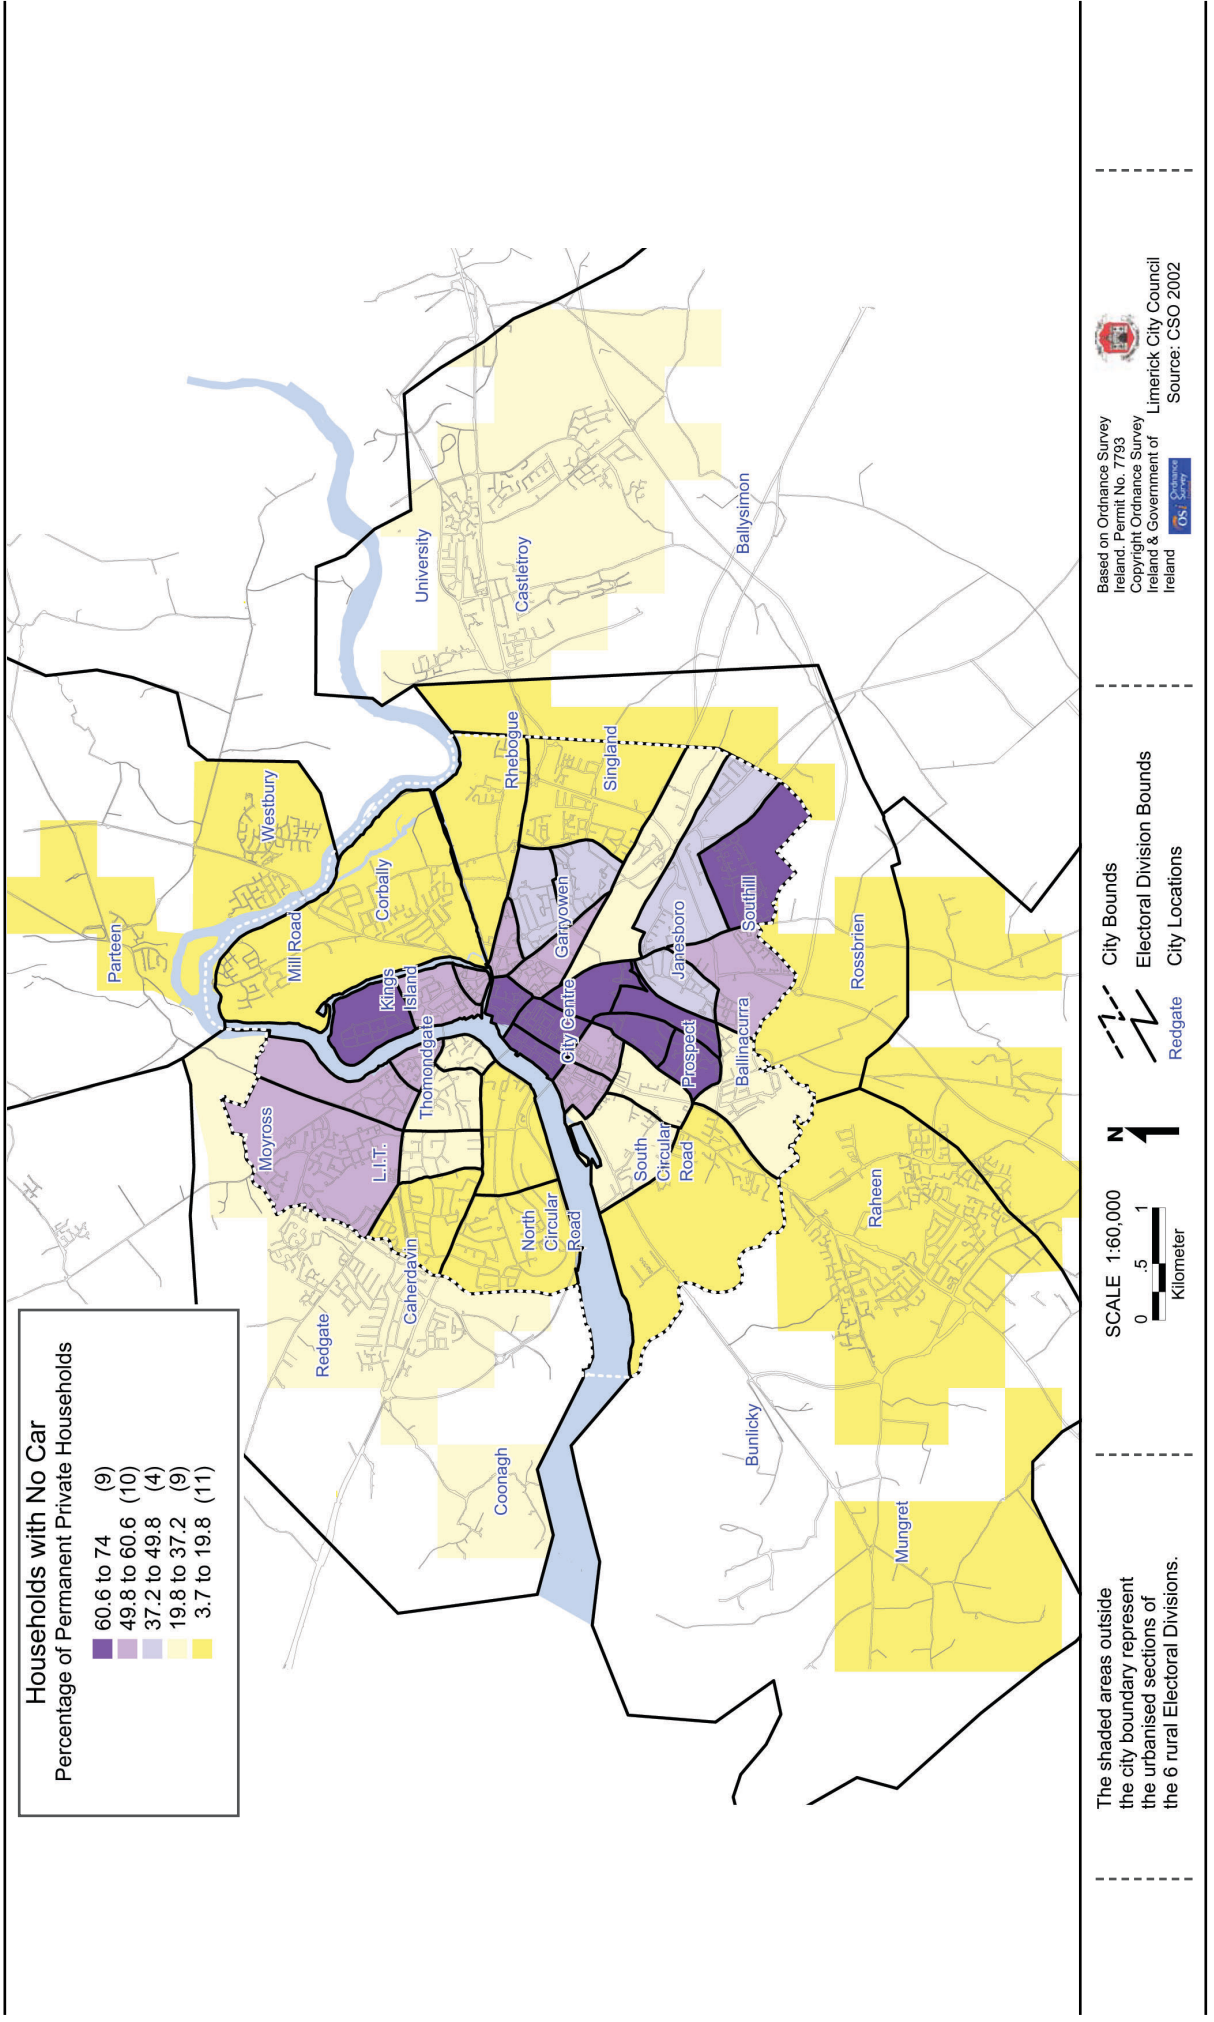 Households with No Car
Percentage of Permanent Private Households
60.6 to 74 (9)
49.8 to 60.6 (10)
37.2 to 49.8 (4)
19.8 to 37.2 (9)
3.7 to 19.8 (11)
Parteen
Westbury
Mill Road
Corbally
Moyross
Kings
Island
L.I.T.
Thomondgate
Redgate
Caherdavin
Coonagh
North
Circular
Road
University
Castletroy
Rhebogue
Singland
Garryowen
City Centre
Janesboro
Southill
Prospect
Ballinacurra
South
Circular
Road
Ballysimon
Rossbrien
Raheen
Bunlicky
Mungret
The shaded areas outside
the city boundary represent
the urbanised sections of
the 6 rural Electoral Divisions.
SCALE 1:60,000
0 .5 1
Kilometer
N
City Bounds
Electoral Division Bounds
Redgate City Locations
Based on Ordnance Survey
Ireland. Permit No. 7793
Copyright Ordnance Survey
Ireland & Government of
Ireland
OSi Ordnance
Survey
Limerick City Council
Source: CSO 2002